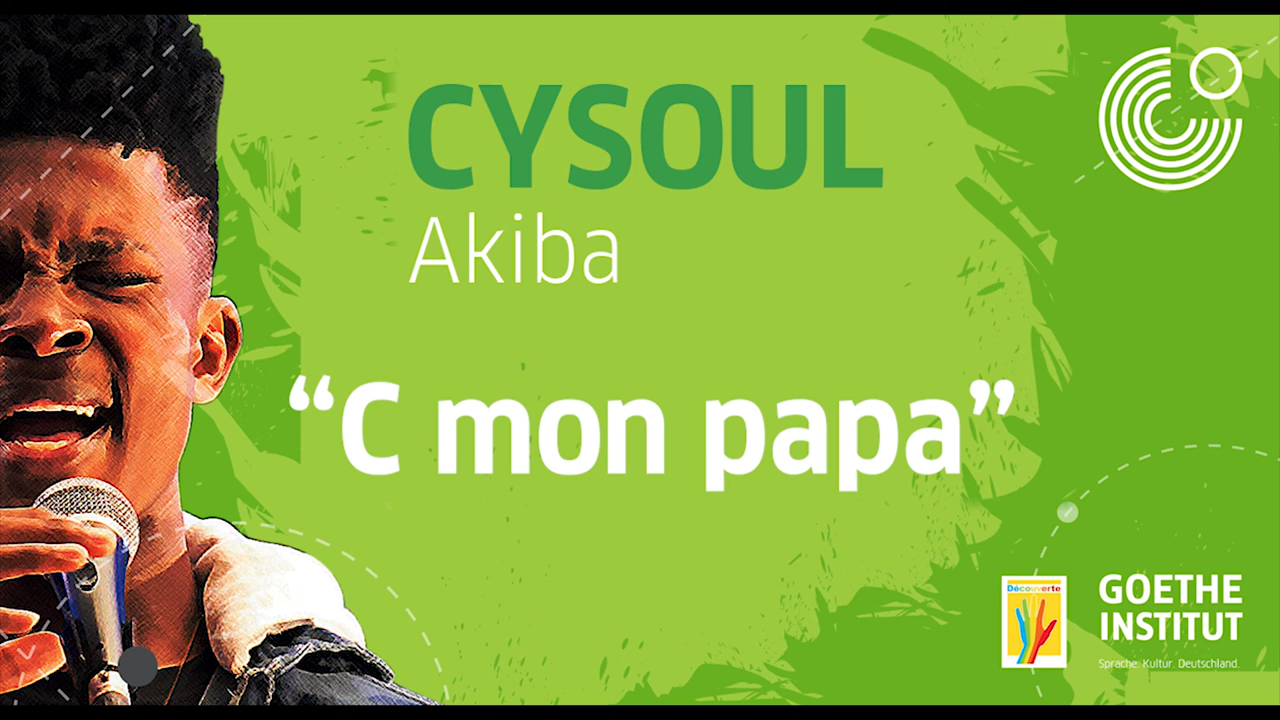 CYSOUL
Akiba
“C mon papa”
Découverte
GOETHE
INSTITUT
Sprache. Kultur. Deutschland.